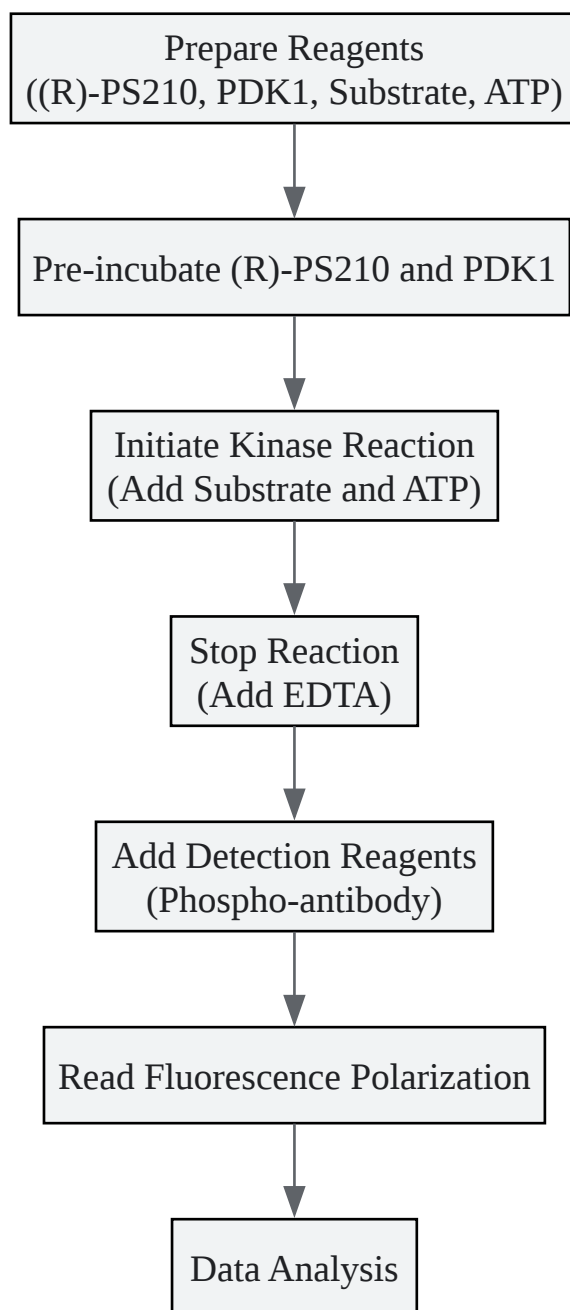 Prepare Reagents
((R)-PS210, PDK1, Substrate, ATP)
Pre-incubate (R)-PS210 and PDK1
Initiate Kinase Reaction
(Add Substrate and ATP)
Stop Reaction
(Add EDTA)
Add Detection Reagents
(Phospho-antibody)
Read Fluorescence Polarization
Data Analysis